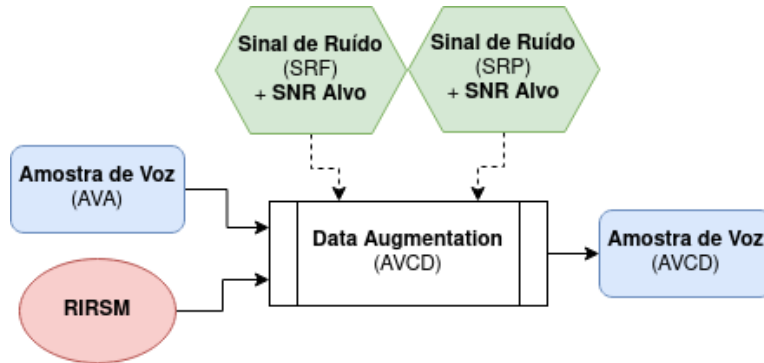 Sinal de Ruído
(SRF)
+ SNR Alvo
Sinal de Ruído
(SRP)
+ SNR Alvo
Amostra de Voz
(AVA)
RIRSM
Data Augmentation
(AVCD)
Amostra de Voz
(AVCD)